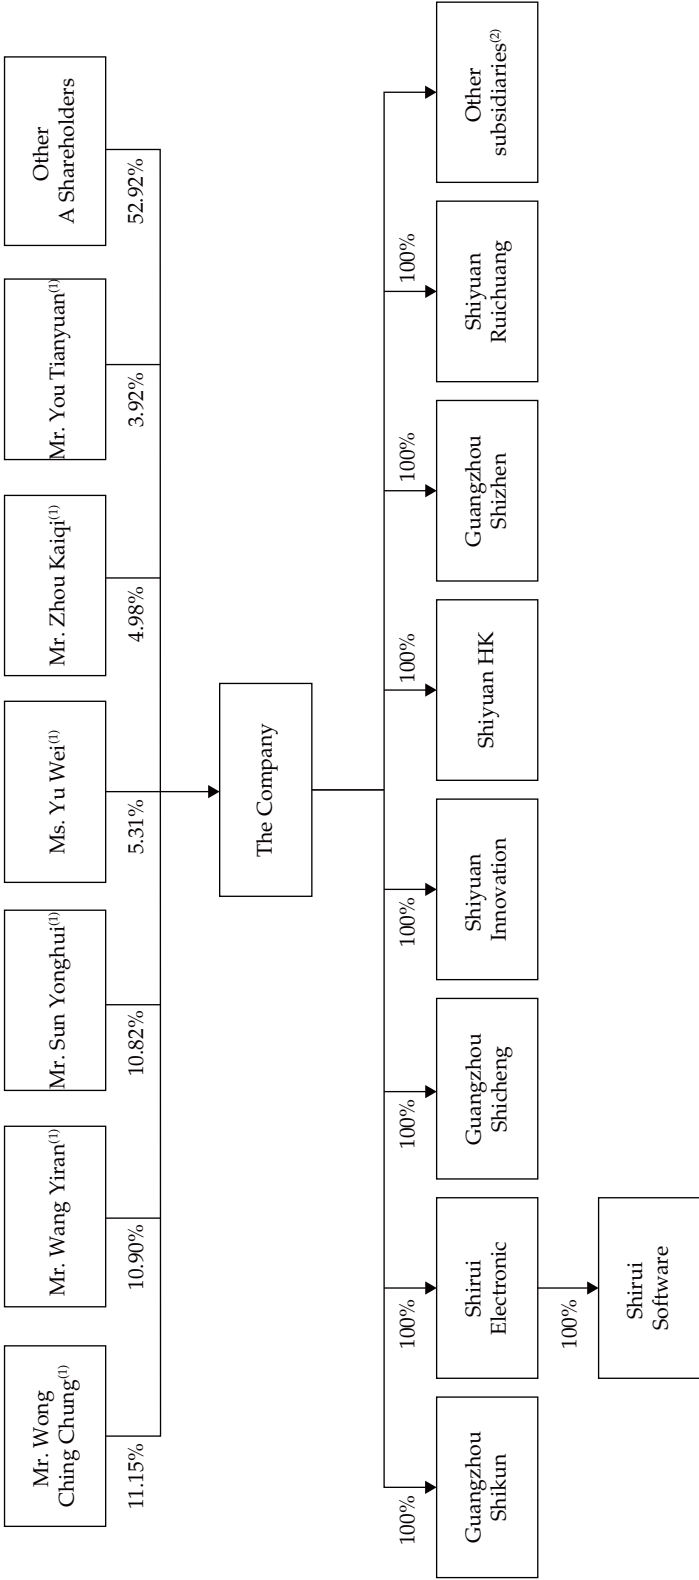 Mr. Wong
Ching Chung(1)
Mr. Wang Yiran(1)
Mr. Sun Yonghui(1)
Ms. Yu Wei(1)
Mr. Zhou Kaiqi(1)
Mr. You Tianyuan(1)
Other
A Shareholders
11.15%
10.90%
10.82%
5.31%
4.98%
3.92%
52.92%
The Company
100%
100%
100%
100%
100%
100%
100%
Guangzhou
Shikun
Shirui
Electronic
Guangzhou
Shicheng
Shiyuan
Innovation
Shiyuan HK
Guangzhou
Shizhen
Shiyuan
Ruichuang
Other
subsidiaries(2)
100%
Shirui
Software